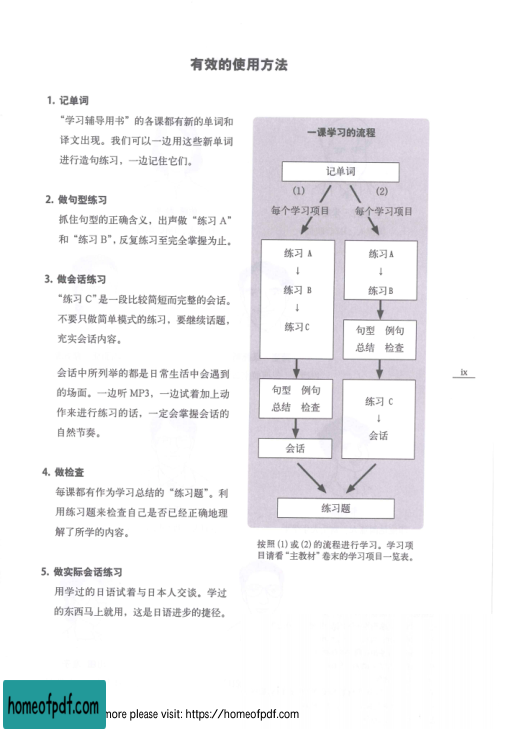 有效的使用方法
1. 记单词
“学习辅导用书”的各课都有新的单词和
译文出现。我们可以一边用这些新单词
进行造句练习，一边记住它们。
2. 做句型练习
抓住句型的正确含义，出声做“练习 A”
和“练习 B”，反复练习至完全掌握为止。
3. 做会话练习
“练习 C”是一段比较简短而完整的会话。
不要只做简单模式的练习，要继续话题，
充实会话内容。
会话中所列举的都是日常生活中会遇到
的场面。一边听 MP3，一边试着加上动
作来进行练习的话，一定会掌握会话的
自然节奏。
4. 做检查
每课都有作为学习总结的“练习题”。利
用练习题来检查自己是否已经正确地理
解了所学的内容。
5. 做实际会话练习
用学过的日语试着与日本人交谈。学过
的东西马上就用，这是日语进步的捷径。
一课学习的流程
记单词
(1) (2)
每个学习项目 每个学习项目
练习 A
↓
练习 B
↓
练习 C
句型 例句
总结 检查
会话
练习 A
↓
练习 B
句型 例句
总结 检查
练习 C
↓
会话
练习题
按照 (1) 或 (2) 的流程进行学习。学习项
目请看“主教材”卷末的学习项目一览表。
ix
homeofpdf.com
more please visit: https://homeofpdf.com